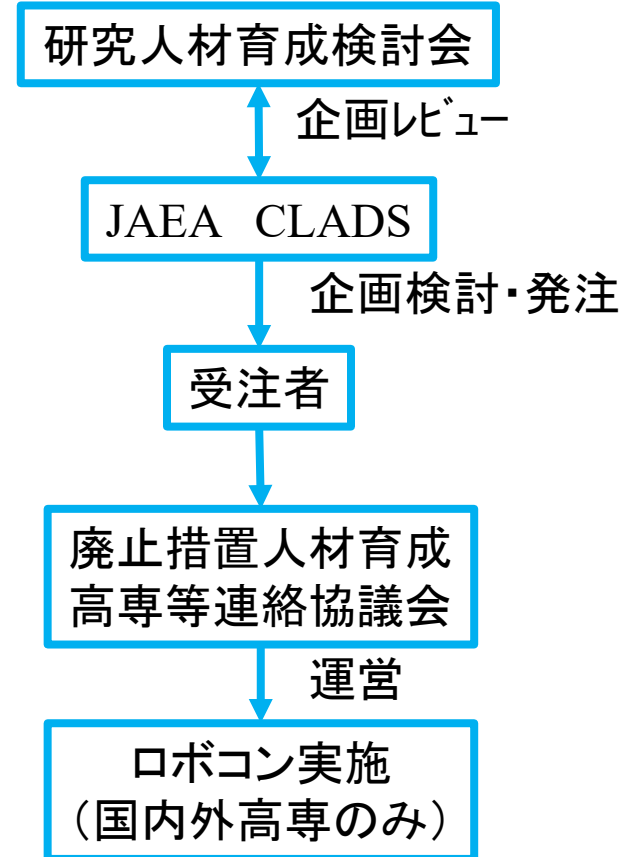 研究人材育成検討会
企画レビュー
JAEA　CLADS
企画検討・発注
受注者
廃止措置人材育成
高専等連絡協議会
運営
ロボコン実施
（国内外高専のみ）